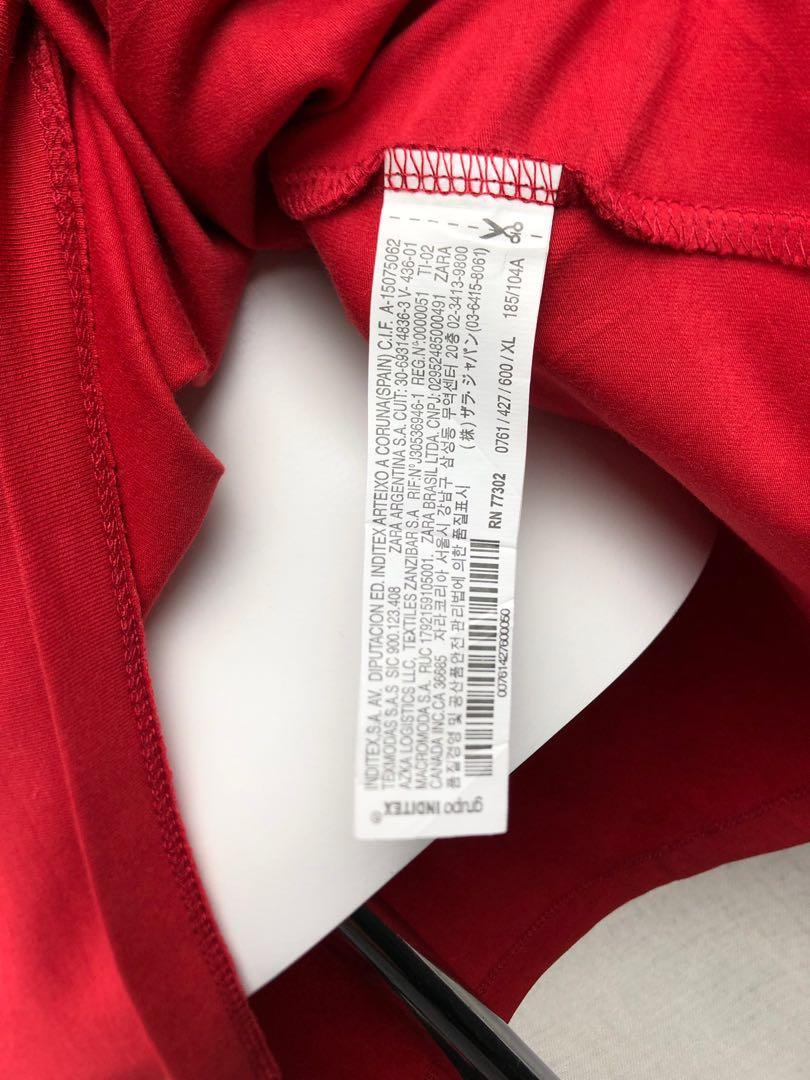 grupo INDITEX®
INDITEX,S.A. AV. DIPUTACION ED. INDITEX ARTEIXO A CORUNA(SPAIN) C.I.F. A-15075062
TEXMODAS S.A.S SIC 900.123.408 ZARA ARGENTINA S.A. CUIT: 30-69314836-3 V- 436-01
AZKA LOGISTICS LLC, TEXTILES ZANZIBAR S.A RIF:Nº J30536946-1 REG.Nº:0000051 TI-02
MACROMODA S.A. RUC 1792159105001, ZARA BRASIL LTDA. CNPJ: 02952485000491 ZARA
CANADA INC.CA 36685 자라코리아 서울시 강남구 삼성동 무역센터 20층 02-3413-9800
품질경영 및 공산품안전 관리법에 의한 품질표시 (株) ザラ·ジャパン(03-6415-8061)
RN 77302 0761 / 427 / 600 / XL 185/104A
00761427600050